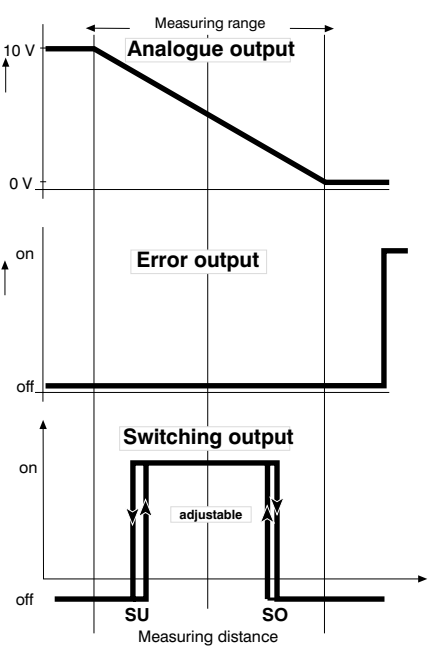 Measuring range
Analogue output
10 V
0 V
Error output
on
off
Switching output
on
adjustable
off
SU
SO
Measuring distance